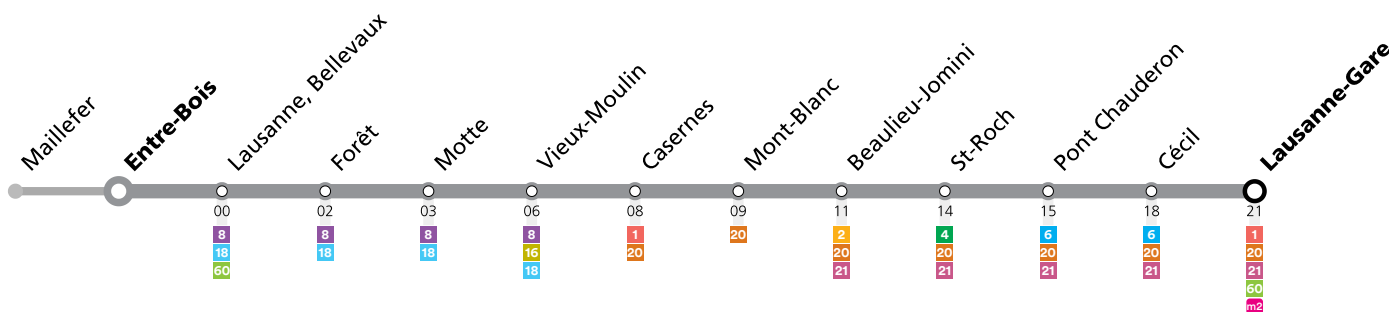 Maillefer
Entre-Bois
Lausanne, Bellevaux
Forêt
Motte
Vieux-Moulin
Casernes
Mont-Blanc
Beaulieu-Jomini
St-Roch
Pont Chauderon
Cécil
Lausanne-Gare
00 02 03 06 08 09 11 14 15 18 21
8 8 8 8 1 20 2 4 6 6 1
18 18 18 16 20 20 20 20 20 20
60 18 21 21 21 21 21
60
m2